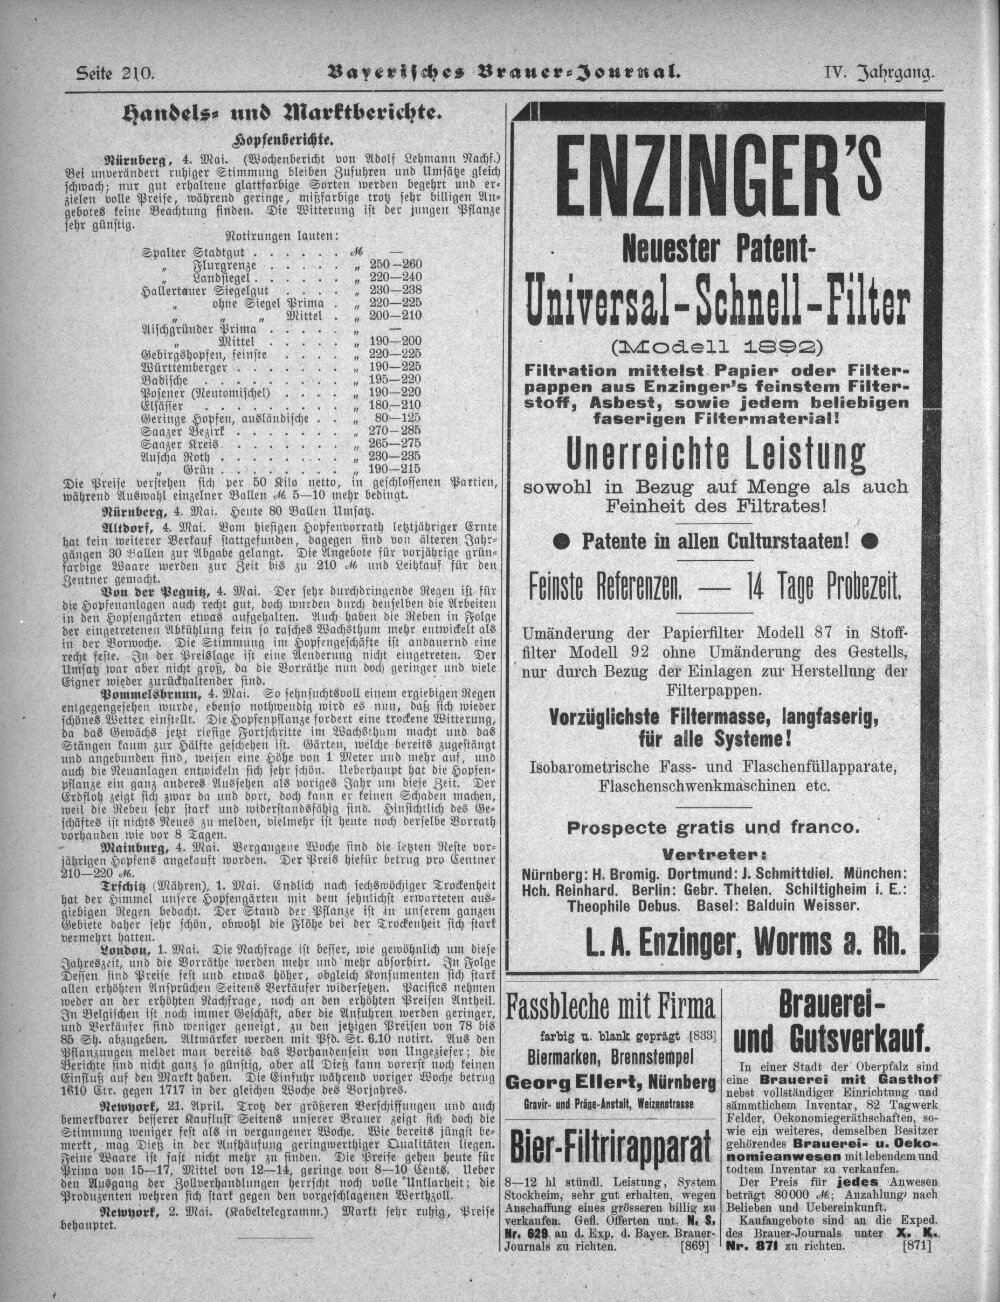 Seite 210.
Bayerisches Brauer-Journal.
IV. Jahrgang.
Handels- und Marktberichte.
Hopfenberichte.
Nürnberg, 4. Mai. (Wochenbericht von Adolf Lehmann Nachf.)
Bei unverändert ruhiger Stimmung bleiben Zufuhren und Umsätze gleich
schwach; nur gut erhaltene glattfarbige Sorten werden begehrt und er-
zielen volle Preise, während geringe, mißfarbige trotz sehr billigen An-
gebotes keine Beachtung finden. Die Witterung ist der jungen Pflanze
sehr günstig.
Notirungen lauten:
Spalter Stadtgut . . . . . . ℳ —
„ Flurgrenze . . . . . „ 250—260
„ Landsiegel . . . . . . „ 220—240
Hallertauer Siegelgut . . . . . „ 230—238
„ ohne Siegel Prima . „ 220—225
„ „ „ Mittel . „ 200—210
Aischgründer Prima . . . . . „ —
„ Mittel . . . . . „ 190—200
Gebirgshopfen, feinste . . . . „ 220—225
Württemberger . . . . . . . „ 190—225
Badische . . . . . . . . „ 195—220
Posener (Neutomischel) . . . . „ 190—220
Elsässer . . . . . . . . „ 180—210
Geringe Hopfen, ausländische . . „ 80—125
Saazer Bezirk . . . . . . . „ 270—285
Saazer Kreis . . . . . . . „ 265—275
Auscha Roth . . . . . . . . „ 230—235
„ Grün . . . . . . . . „ 190—215
Die Preise verstehen sich per 50 Kilo netto, in geschlossenen Partien,
während Auswahl einzelner Ballen ℳ 5—10 mehr bedingt.
Nürnberg, 4. Mai. Heute 80 Ballen Umsatz.
Altdorf, 4. Mai. Vom hiesigen Hopfenvorrath letztjähriger Ernte
hat kein weiterer Verkauf stattgefunden, dagegen sind von älteren Jahr-
gängen 30 Ballen zur Abgabe gelangt. Die Angebote für vorjährige grün-
farbige Waare werden zur Zeit bis zu 210 ℳ und Leihkauf für den
Zentner gemacht.
Von der Pegnitz, 4. Mai. Der sehr durchdringende Regen ist für
die Hopfenanlagen auch recht gut, doch wurden durch denselben die Arbeiten
in den Hopfengärten etwas aufgehalten. Auch haben die Reben in Folge
der eingetretenen Abkühlung kein so rasches Wachsthum mehr entwickelt als
in der Vorwoche. Die Stimmung im Hopfengeschäfte ist andauernd eine
recht feste. In der Preislage ist eine Aenderung nicht eingetreten. Der
Umsatz war aber nicht groß, da die Vorräthe nun doch geringer und viele
Eigner wieder zurückhaltender sind.
Pommelsbrunn, 4. Mai. So sehnsuchtsvoll einem ergiebigen Regen
entgegengesehen wurde, ebenso nothwendig wird es nun, daß sich wieder
schönes Wetter einstellt. Die Hopfenpflanze fordert eine trockene Witterung,
da das Gewächs jetzt riesige Fortschritte im Wachsthum macht und das
Stängen kaum zur Hälfte geschehen ist. Gärten, welche bereits zugestängt
und angebunden sind, weisen eine Höhe von 1 Meter und mehr auf, und
auch die Neuanlagen entwickeln sich sehr schön. Ueberhaupt hat die Hopfen-
pflanze ein ganz anderes Aussehen als voriges Jahr um diese Zeit. Der
Erdfloh zeigt sich zwar da und dort, doch kann er keinen Schaden machen,
weil die Reben sehr stark und widerstandsfähig sind. Hinsichtlich des Ge-
schäftes ist nichts Neues zu melden, vielmehr ist heute noch derselbe Vorrath
vorhanden wie vor 8 Tagen.
Mainburg, 4. Mai. Vergangene Woche sind die letzten Reste vor-
jährigen Hopfens angekauft worden. Der Preis hiefür betrug pro Centner
210—220 ℳ.
Trschitz (Mähren), 1. Mai. Endlich nach sechswöchiger Trockenheit
hat der Himmel unsere Hopfengärten mit dem sehnlichst erwarteten aus-
giebigen Regen bedacht. Der Stand der Pflanze ist in unserem ganzen
Gebiete daher sehr schön, obwohl die Flöhe bei der Trockenheit sich stark
vermehrt hatten.
London, 1. Mai. Die Nachfrage ist besser, wie gewöhnlich um diese
Jahreszeit, und die Vorräthe werden mehr und mehr absorbirt. In Folge
Dessen sind Preise fest und etwas höher, obgleich Konsumenten sich stark
allen erhöhten Ansprüchen Seitens Verkäufer widersetzen. Pacifics nehmen
weder an der erhöhten Nachfrage, noch an den erhöhten Preisen Antheil.
In Belgien ist noch immer Geschäft, aber die Anfuhren werden geringer,
und Verkäufer sind weniger geneigt, zu den jetzigen Preisen von 78 bis
85 Sh. abzugeben. Altmärker werden mit Pfd. St. 6.10 notirt. Aus den
Pflanzungen meldet man bereits das Vorhandensein von Ungeziefer; die
Berichte sind nicht ganz so günstig, aber all Dieß kann vorerst noch keinen
Einfluß auf den Markt haben. Die Einfuhr während voriger Woche betrug
1610 Ctr. gegen 1717 in der gleichen Woche des Vorjahres.
Newyork, 21. April. Trotz der größeren Verschiffungen und auch
bemerkbarer besserer Kauflust Seitens unserer Brauer zeigt sich doch die
Stimmung weniger fest als in vergangener Woche. Wie bereits jüngst be-
merkt, mag Dieß in der Aufhäufung geringwerthiger Qualitäten liegen.
Feine Waare ist fast nicht mehr zu finden. Die Preise gehen heute für
Prima von 15—17, Mittel von 12—14, geringe von 8—10 Cents. Ueber
den Ausgang der Zollverhandlungen herrscht noch volle Unklarheit; die
Produzenten wehren sich stark gegen den vorgeschlagenen Werthzoll.
Newyork, 2. Mai. (Kabeltelegramm.) Markt sehr ruhig, Preise
behauptet.
ENZINGER'S
Neuester Patent-
Universal-Schnell-Filter
(Modell 1892)
Filtration mittelst Papier oder Filter-
pappen aus Enzinger's feinstem Filter-
stoff, Asbest, sowie jedem beliebigen
faserigen Filtermaterial!
Unerreichte Leistung
sowohl in Bezug auf Menge als auch
Feinheit des Filtrates!
● Patente in allen Culturstaaten! ●
Feinste Referenzen. — 14 Tage Probezeit.
Umänderung der Papierfilter Modell 87 in Stoff-
filter Modell 92 ohne Umänderung des Gestells,
nur durch Bezug der Einlagen zur Herstellung der
Filterpappen.
Vorzüglichste Filtermasse, langfaserig,
für alle Systeme!
Isobarometrische Fass- und Flaschenfüllapparate,
Flaschenschwenkmaschinen etc.
Prospecte gratis und franco.
Vertreter:
Nürnberg: H. Bromig. Dortmund: J. Schmittdiel. München:
Hch. Reinhard. Berlin: Gebr. Thelen. Schiltigheim i. E.:
Theophile Debus. Basel: Balduin Weisser.
L. A. Enzinger, Worms a. Rh.
Fassbleche mit Firma
farbig u. blank geprägt [833]
Biermarken, Brennstempel
Georg Ellert, Nürnberg
Gravir- und Präge-Anstalt, Weizenstrasse
Bier-Filtrirapparat
8—12 hl stündl. Leistung, System
Stockheim, sehr gut erhalten, wegen
Anschaffung eines grösseren billig zu
verkaufen. Gefl. Offerten unt. N. S.
Nr. 629 an d. Exp. d. Bayer. Brauer-
Journals zu richten. [869]
Brauerei-
und Gutsverkauf.
In einer Stadt der Oberpfalz sind
eine Brauerei mit Gasthof
nebst vollständiger Einrichtung und
sämmtlichem Inventar, 82 Tagwerk
Felder, Oekonomiegeräthschaften, so-
wie ein weiteres, demselben Besitzer
gehörendes Brauerei- u. Oeko-
nomieanwesen mit lebendem und
todtem Inventar zu verkaufen.
Der Preis für jedes Anwesen
beträgt 80000 ℳ; Anzahlung nach
Belieben und Uebereinkunft.
Kaufangebote sind an die Exped.
des Brauer-Journals unter X. K.
Nr. 871 zu richten. [871]